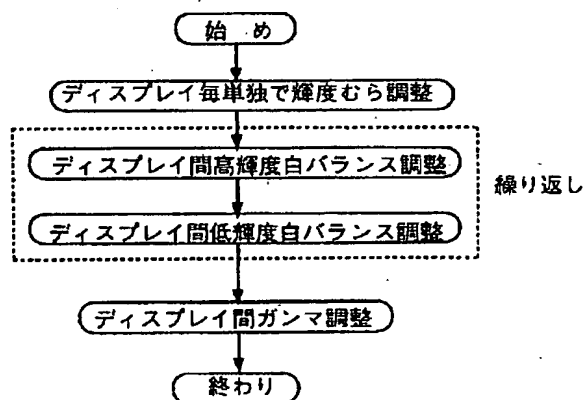 始め
ディスプレイ毎単独で輝度むら調整
ディスプレイ間高輝度白バランス調整
繰り返し
ディスプレイ間低輝度白バランス調整
ディスプレイ間ガンマ調整
終わり